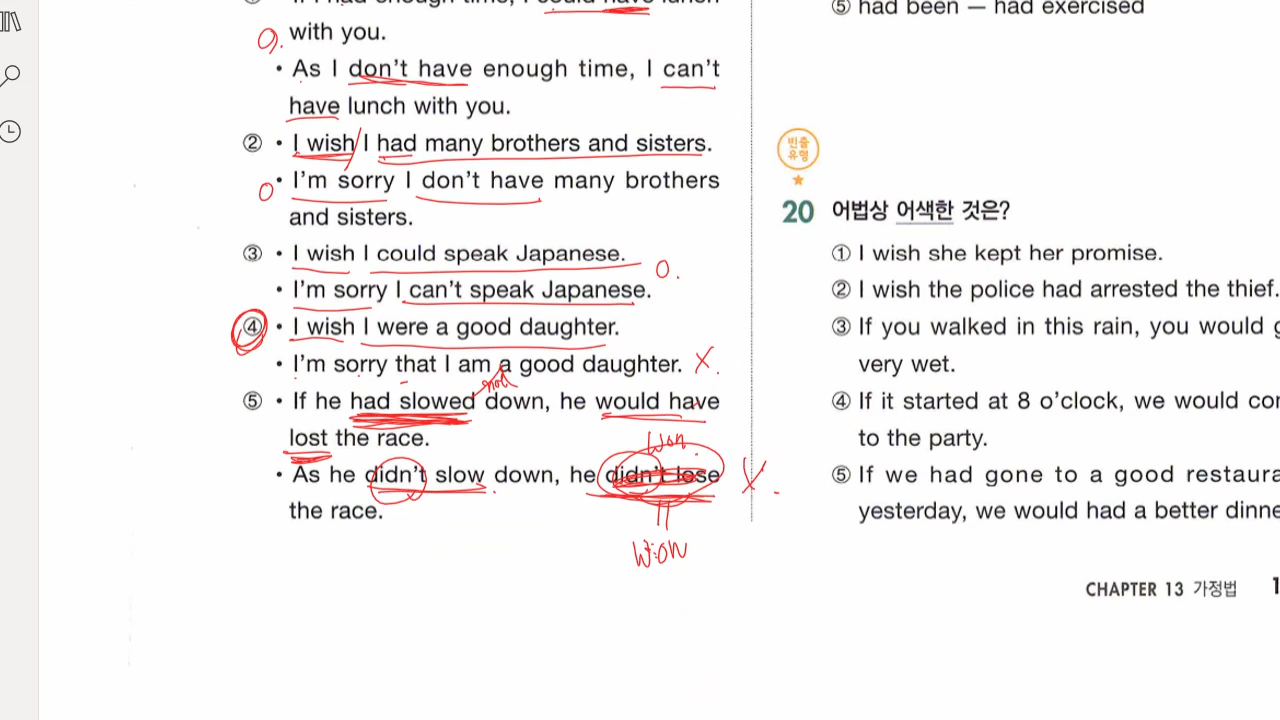 with you.
• As I don't have enough time, I can't
have lunch with you.
② • I wish I had many brothers and sisters.
• I'm sorry I don't have many brothers
and sisters.
③ • I wish I could speak Japanese.
• I'm sorry I can't speak Japanese.
④ • I wish I were a good daughter.
• I'm sorry that I am a good daughter. X.
not
⑤ • If he had slowed down, he would have
lost the race.
won
• As he didn't slow down, he didn't lose
the race.
won
⑤ had been — had exercised
빈출
유형
20 어법상 어색한 것은?
① I wish she kept her promise.
② I wish the police had arrested the thief.
③ If you walked in this rain, you would
very wet.
④ If it started at 8 o'clock, we would
to the party.
⑤ If we had gone to a good
yesterday, we would had a better
CHAPTER 13 가정법